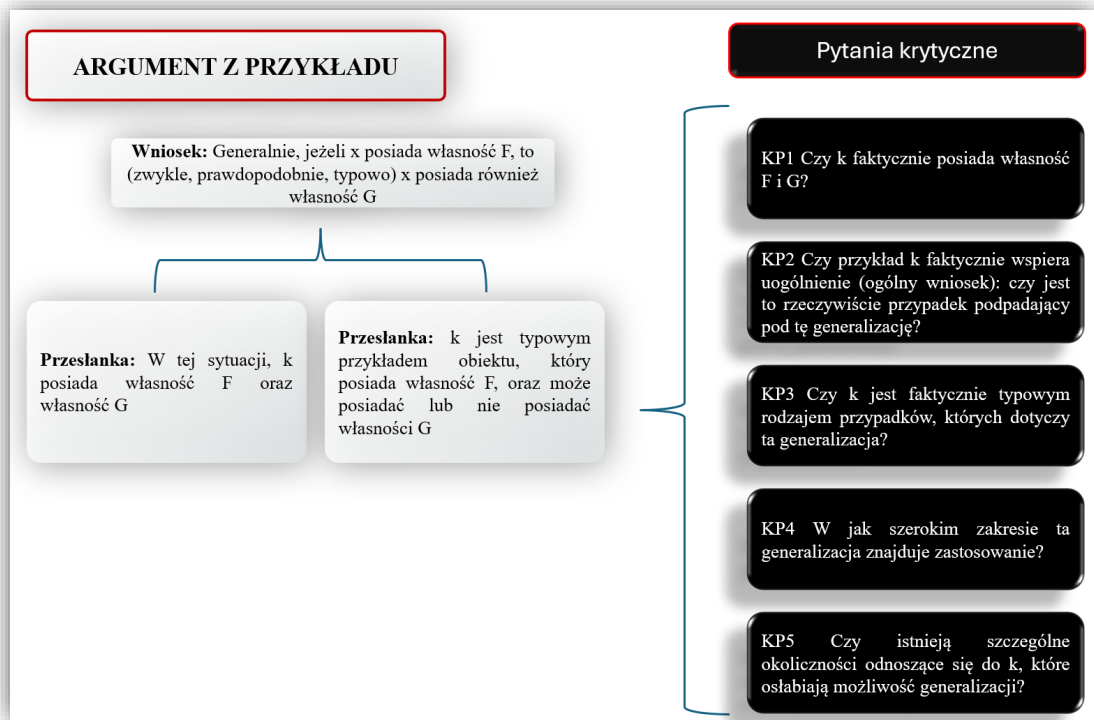 ARGUMENT Z PRZYKŁADU
Wniosek: Generalnie, jeżeli x posiada własność F, to
(zwykle, prawdopodobnie, typowo) x posiada również
własność G
Przesłanka: W tej sytuacji, k
posiada własność F oraz
własność G
Przesłanka: k jest typowym
przykładem obiektu, który
posiada własność F, oraz może
posiadać lub nie posiadać
własności G
Pytania krytyczne
KP1 Czy k faktycznie posiada własność
F i G?
KP2 Czy przykład k faktycznie wspiera
uogólnienie (ogólny wniosek): czy jest
to rzeczywiście przypadek podpadający
pod tę generalizację?
KP3 Czy k jest faktycznie typowym
rodzajem przypadków, których dotyczy
ta generalizacja?
KP4 W jak szerokim zakresie ta
generalizacja znajduje zastosowanie?
KP5 Czy istnieją szczególne
okoliczności odnoszące się do k, które
osłabiają możliwość generalizacji?